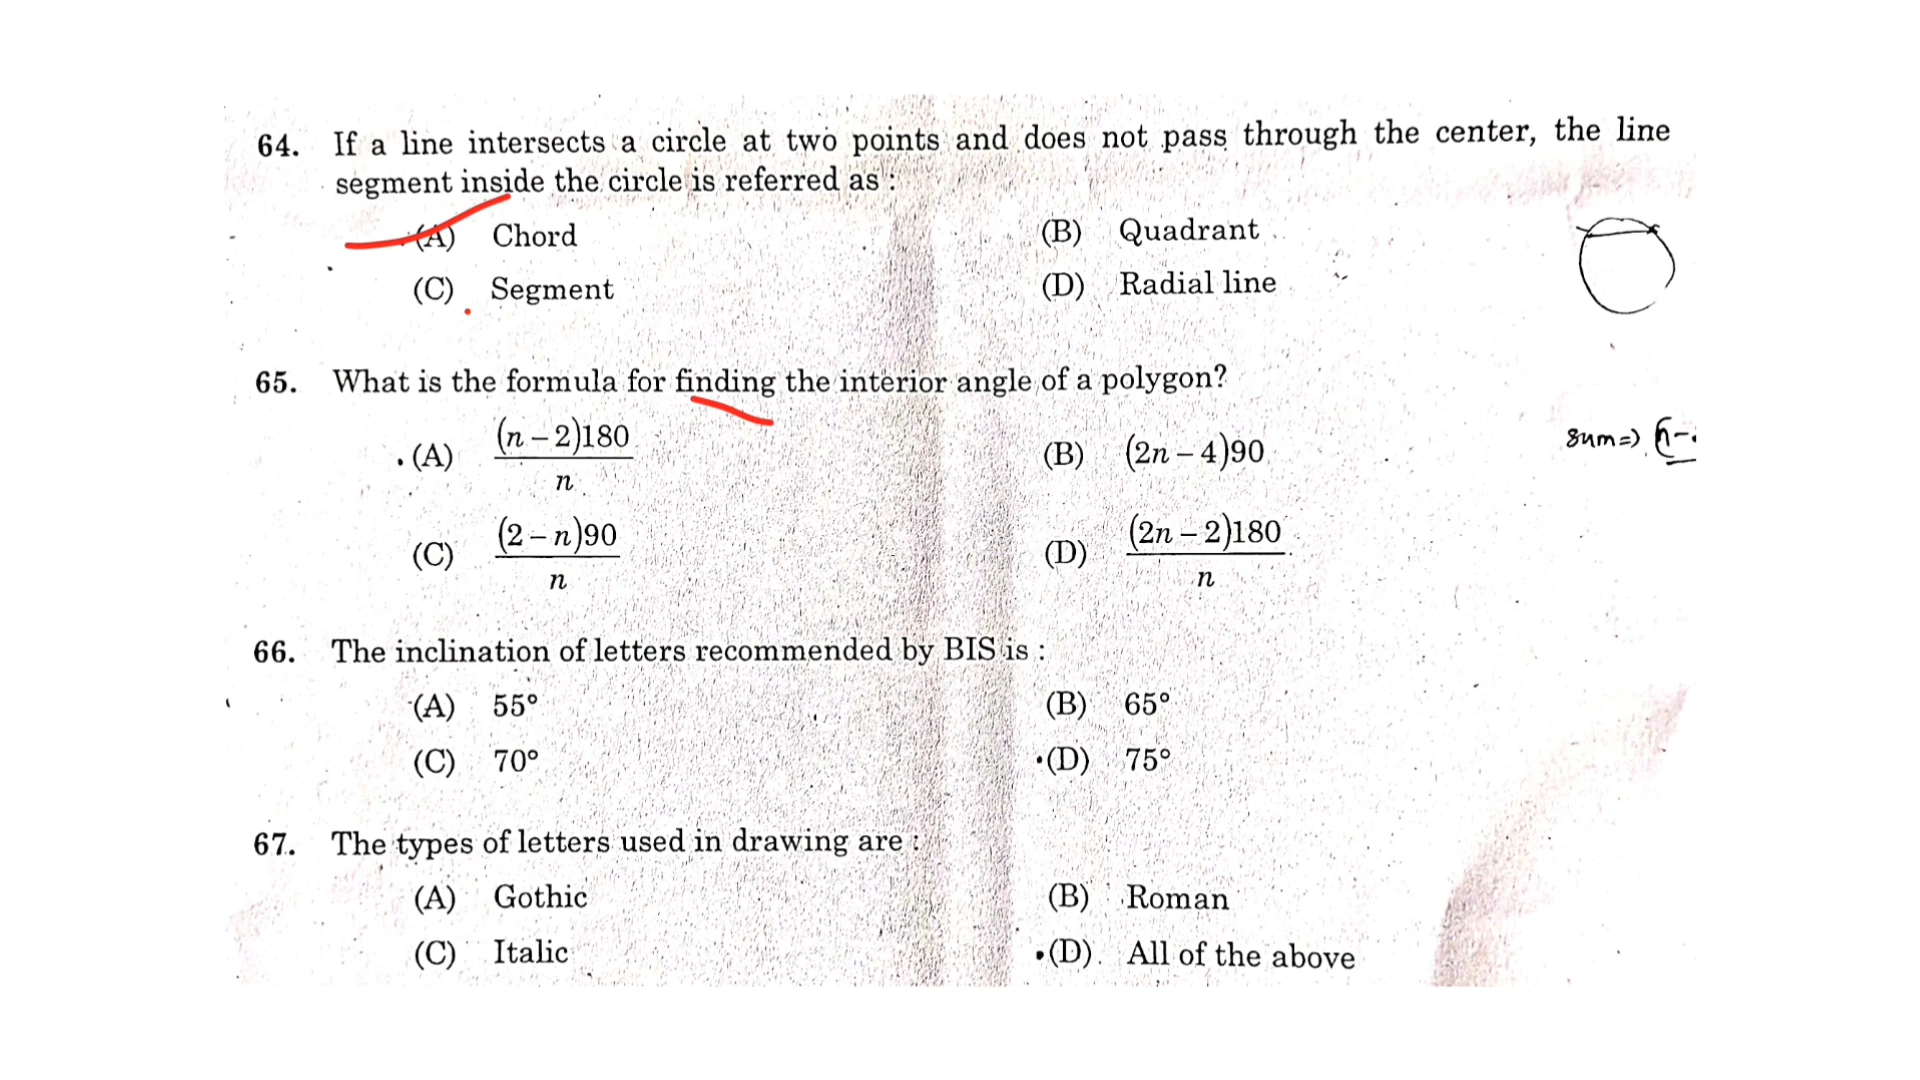 64. If a line intersects a circle at two points and does not pass through the center, the line
segment inside the circle is referred as :
(A) Chord
(B) Quadrant
(C) Segment
(D) Radial line
65. What is the formula for finding the interior angle of a polygon?
(A) (n – 2)180 / n
(B) (2n – 4)90
sum => (n-
(C) (2 – n)90 / n
(D) (2n – 2)180 / n
66. The inclination of letters recommended by BIS is :
(A) 55°
(B) 65°
(C) 70°
(D) 75°
67. The types of letters used in drawing are :
(A) Gothic
(B) Roman
(C) Italic
(D) All of the above